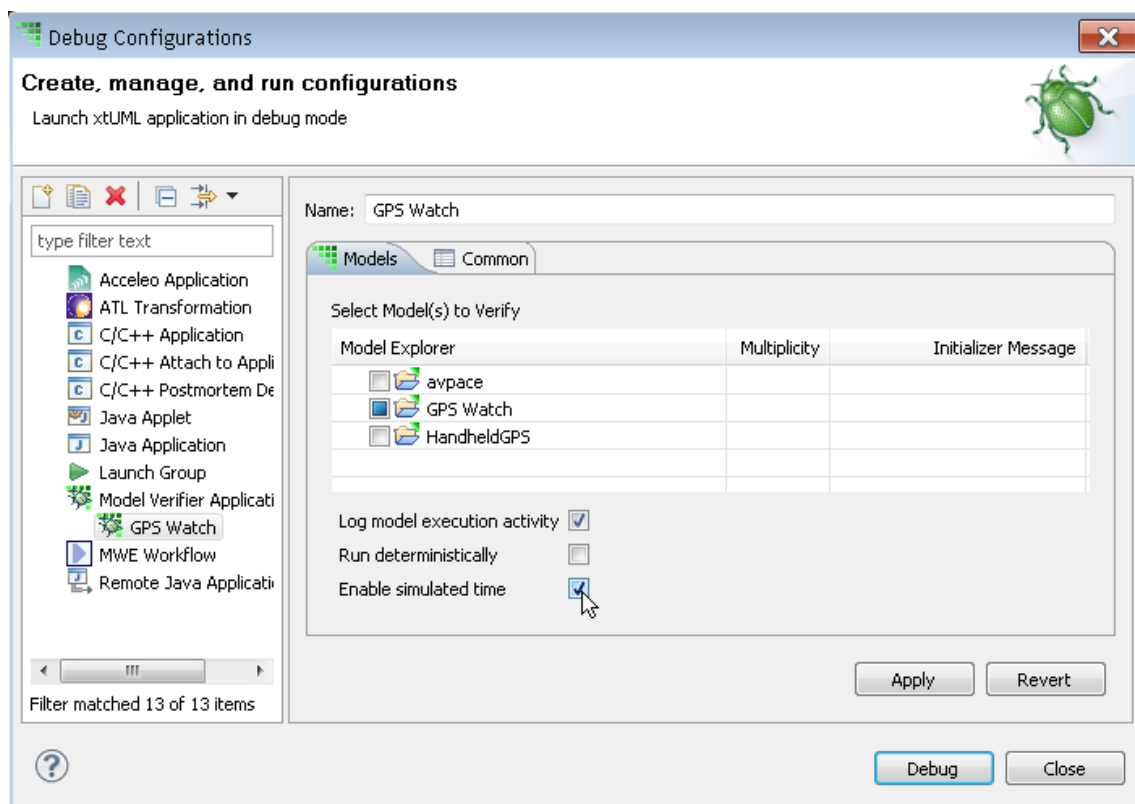 Debug Configurations
Create, manage, and run configurations
Launch xtUML application in debug mode
type filter text
Acceleo Application
ATL Transformation
C/C++ Application
C/C++ Attach to Appli
C/C++ Postmortem De
Java Applet
Java Application
Launch Group
Model Verifier Applicati
GPS Watch
MWE Workflow
Remote Java Applicati
Filter matched 13 of 13 items
Name: GPS Watch
Models Common
Select Model(s) to Verify
Model Explorer Multiplicity Initializer Message
avpace
GPS Watch
HandheldGPS
Log model execution activity
Run deterministically
Enable simulated time
Apply Revert
Debug Close